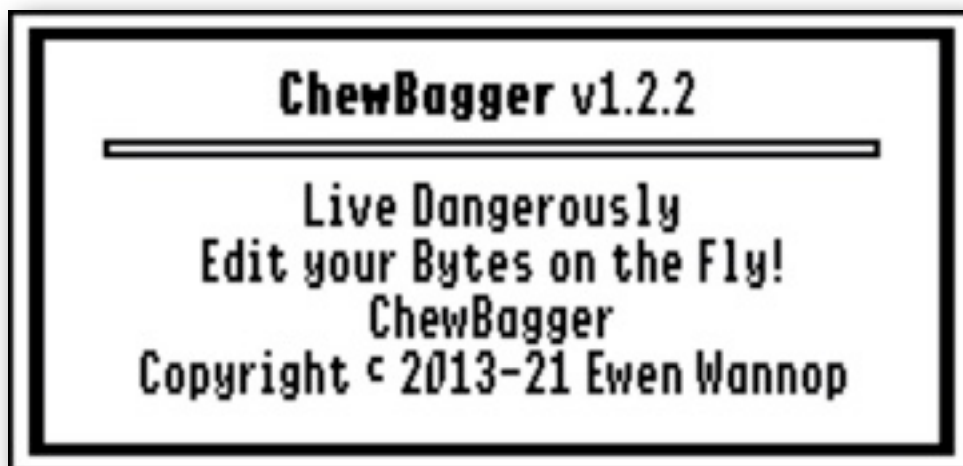 ChewBagger v1.2.2
Live Dangerously
Edit your Bytes on the Fly!
ChewBagger
Copyright © 2013-21 Ewen Wannop